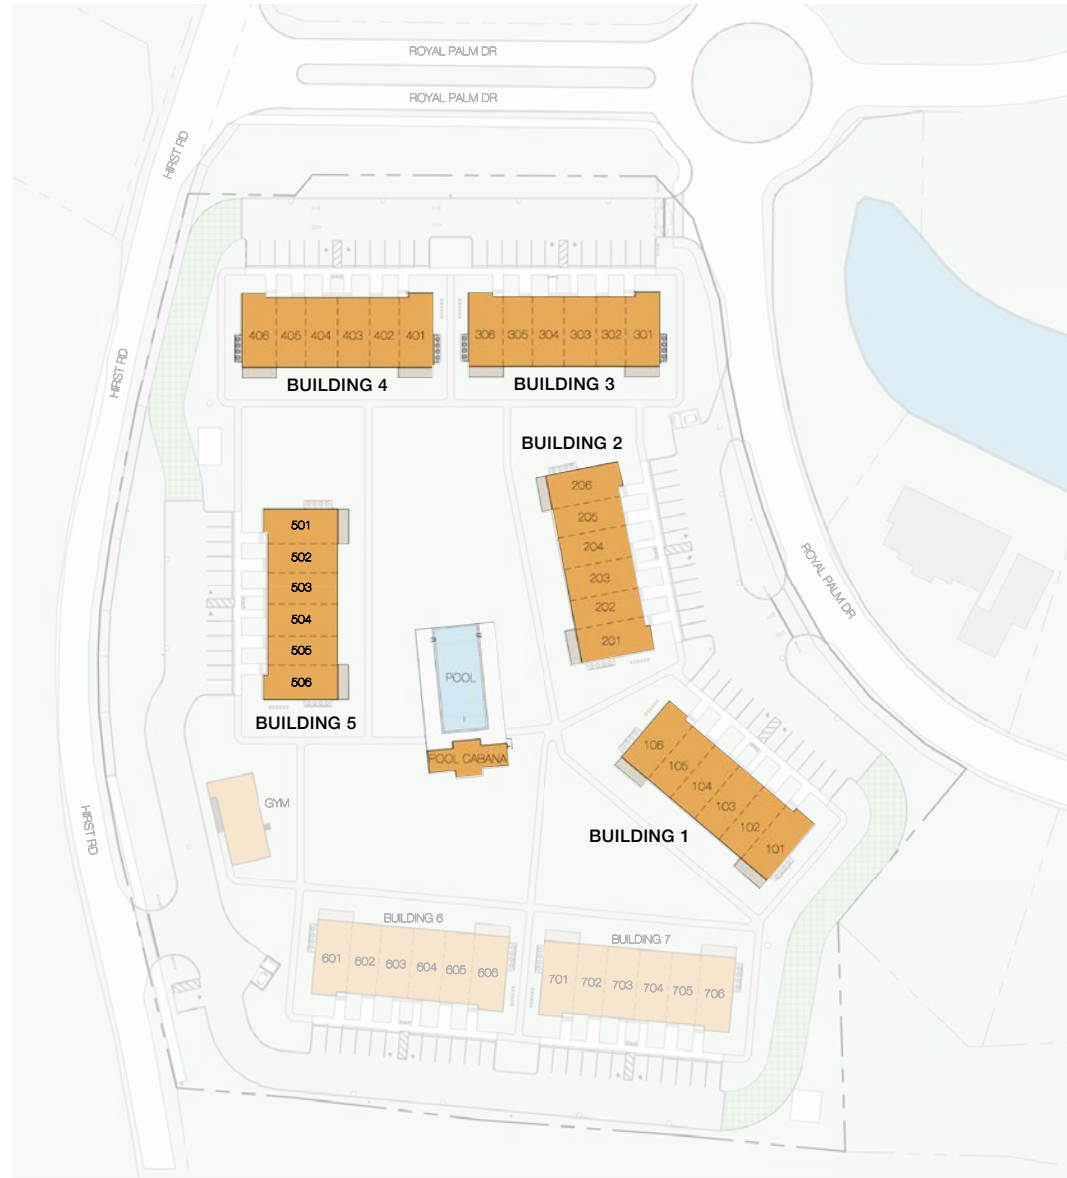 ROYAL PALM DR
ROYAL PALM DR
HIRST RD
406 405 404 403 402 401
306 305 304 303 302 301
BUILDING 4
BUILDING 3
HIRST RD
BUILDING 2
206
205
204
203
202
201
501
502
503
504
505
506
BUILDING 5
ROYAL PALM DR
POOL
POOL CABANA
106
105
104
103
102
101
BUILDING 1
GYM
HIRST RD
BUILDING 6
601 602 603 604 605 606
BUILDING 7
701 702 703 704 705 706